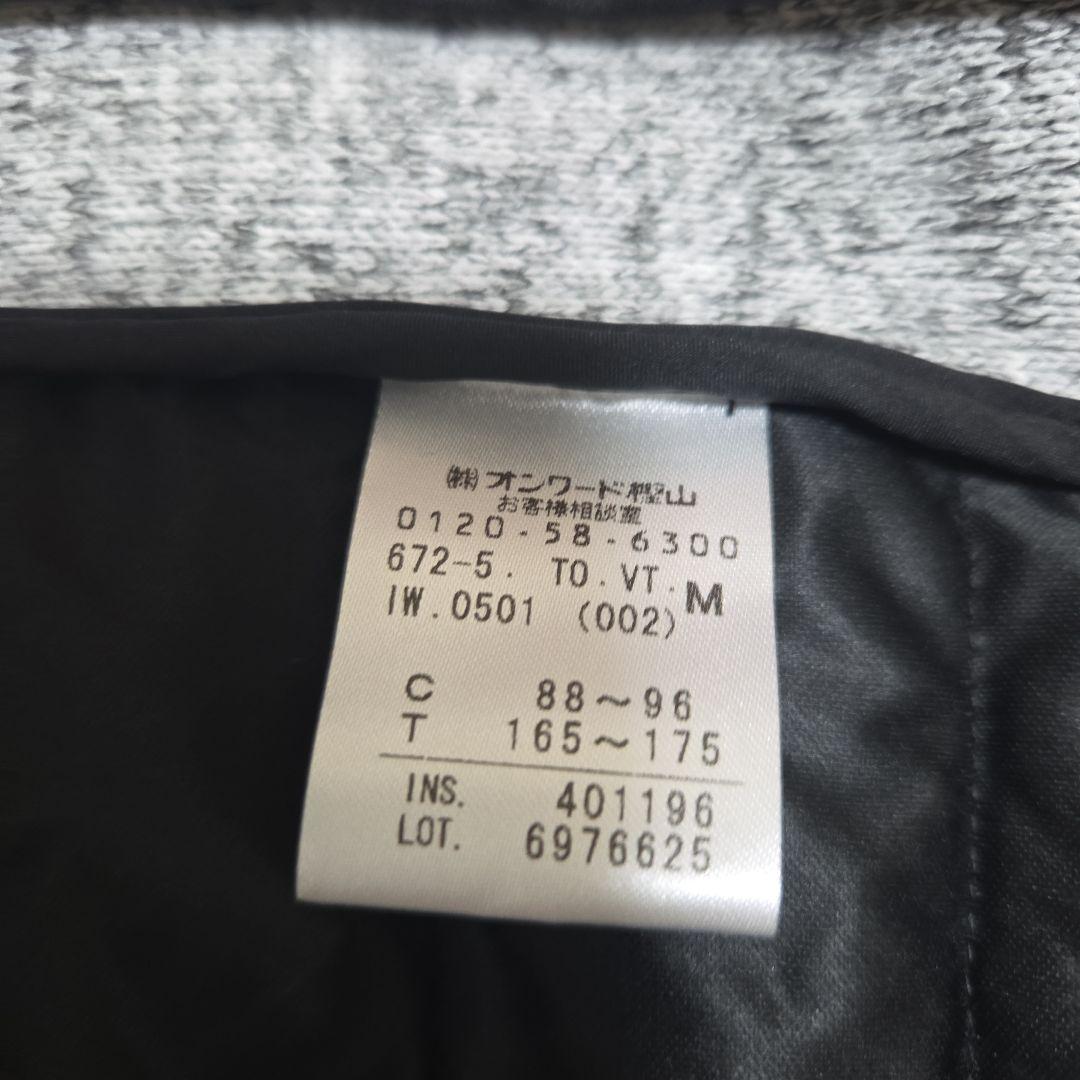 ㈱オンワード樫山
お客様相談室
0120-58-6300
672-5. TO.VT.
IW.0501 (002) M
C 88～96
T 165～175
INS. 401196
LOT. 6976625